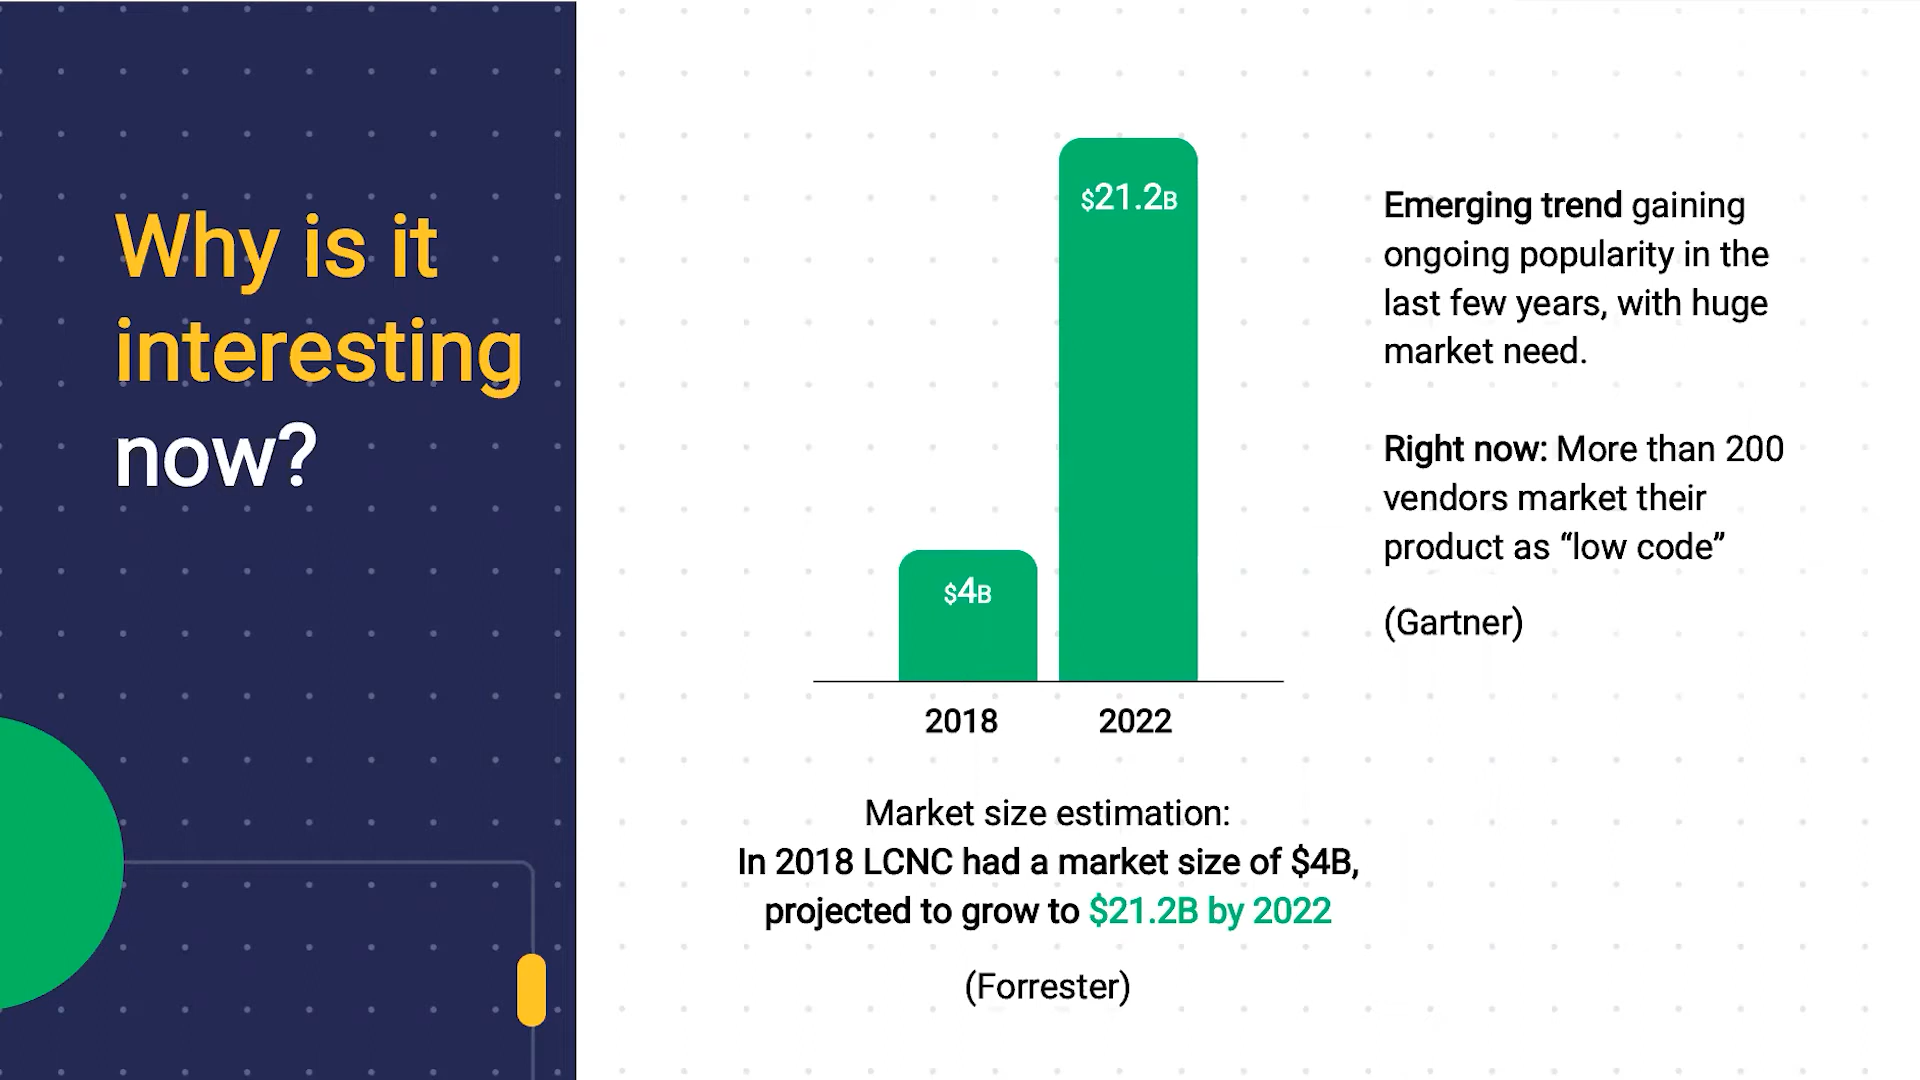 Why is it
interesting
now?
$21.2B
$4B
2018
2022
Market size estimation:
In 2018 LCNC had a market size of $4B,
projected to grow to $21.2B by 2022
(Forrester)
Emerging trend gaining
ongoing popularity in the
last few years, with huge
market need.
Right now: More than 200
vendors market their
product as “low code”
(Gartner)